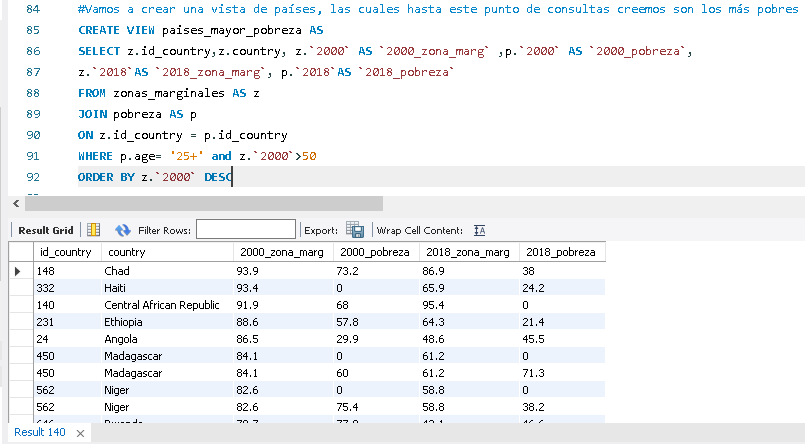 84 #Vamos a crear una vista de países, las cuales hasta este punto de consultas creemos son los más pobres
85 CREATE VIEW paises_mayor_pobreza AS
86 SELECT z.id_country,z.country, z.`2000` AS `2000_zona_marg` ,p.`2000` AS `2000_pobreza`,
87 z.`2018`AS `2018_zona_marg`, p.`2018`AS `2018_pobreza`
88 FROM zonas_marginales AS z
89 JOIN pobreza AS p
90 ON z.id_country = p.id_country
91 WHERE p.age= '25+' and z.`2000`>50
92 ORDER BY z.`2000` DESC
Result Grid Filter Rows: Export: Wrap Cell Content:
id_country country 2000_zona_marg 2000_pobreza 2018_zona_marg 2018_pobreza
148 Chad 93.9 73.2 86.9 38
332 Haiti 93.4 0 65.9 24.2
140 Central African Republic 91.9 68 95.4 0
231 Ethiopia 88.6 57.8 64.3 21.4
24 Angola 86.5 29.9 48.6 45.5
450 Madagascar 84.1 0 61.2 0
450 Madagascar 84.1 60 61.2 71.3
562 Niger 82.6 0 58.8 0
562 Niger 82.6 75.4 58.8 38.2
Result 140